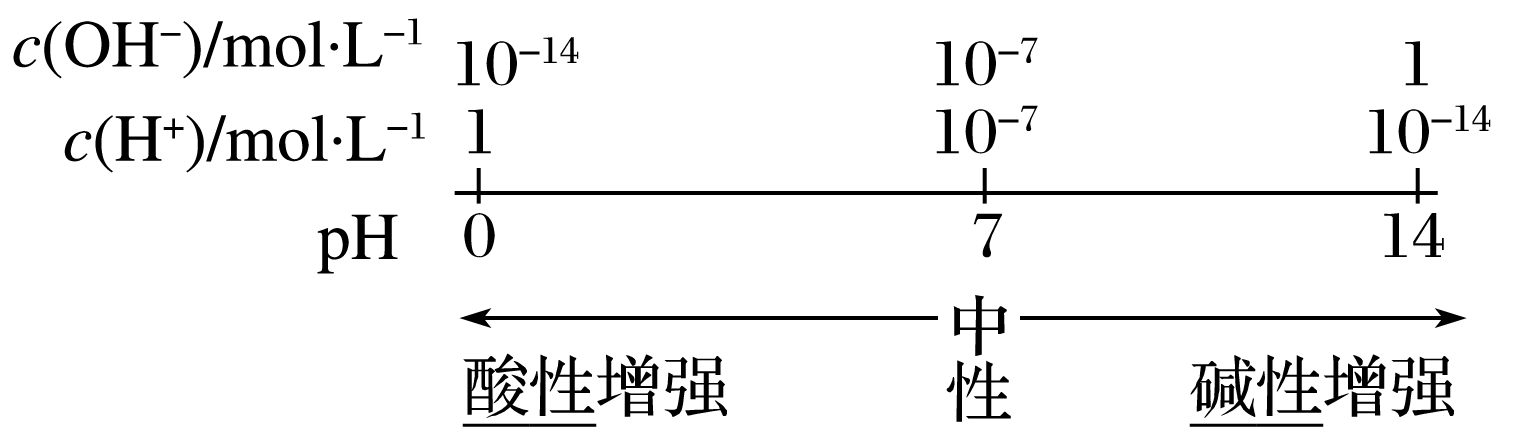 c(OH⁻)/mol·L⁻¹ 10⁻¹⁴ 10⁻⁷ 1
c(H⁺)/mol·L⁻¹ 1 10⁻⁷ 10⁻¹⁴
pH 0 7 14
中性
酸性增强 碱性增强